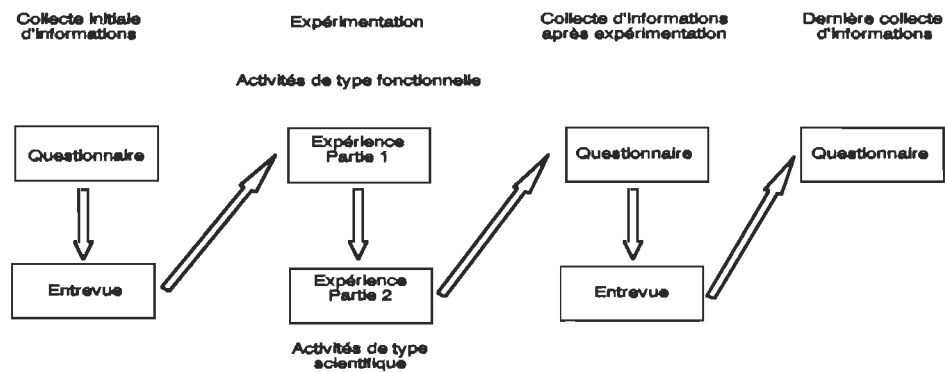 Collecte initiale
d'informations
Expérimentation
Collecte d'informations
après expérimentation
Dernière collecte
d'informations
Activités de type fonctionnelle
Questionnaire
Expérience
Partie 1
Questionnaire
Questionnaire
Entrevue
Expérience
Partie 2
Entrevue
Activités de type
scientifique